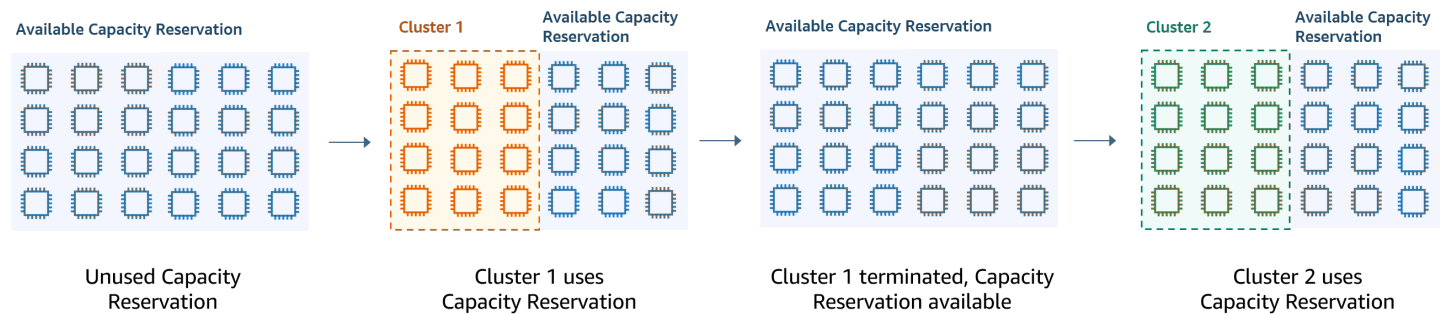 Available Capacity Reservation
Cluster 1
Available Capacity
Reservation
Available Capacity Reservation
Cluster 2
Available Capacity
Reservation
Unused Capacity
Reservation
Cluster 1 uses
Capacity Reservation
Cluster 1 terminated, Capacity
Reservation available
Cluster 2 uses
Capacity Reservation